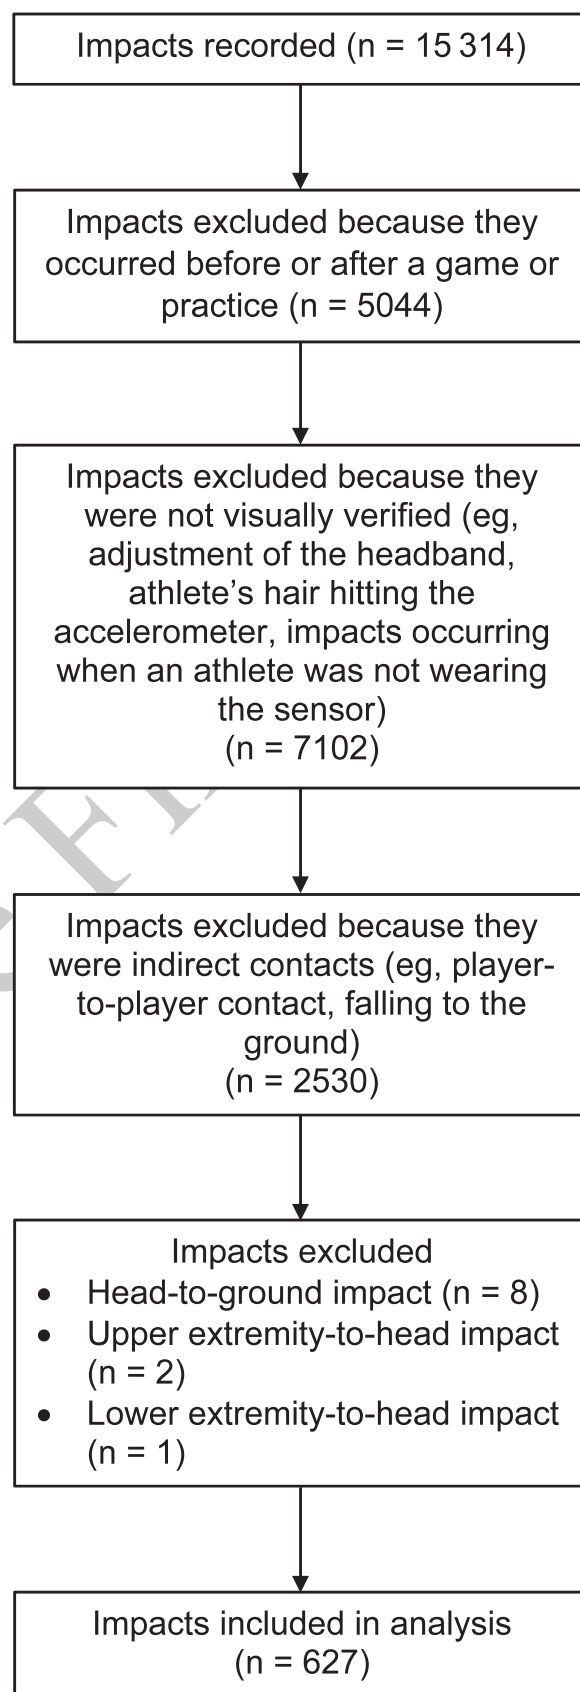 Impacts recorded (n = 15 314)
Impacts excluded because they
occurred before or after a game or
practice (n = 5044)
Impacts excluded because they
were not visually verified (eg,
adjustment of the headband,
athlete’s hair hitting the
accelerometer, impacts occurring
when an athlete was not wearing
the sensor)
(n = 7102)
Impacts excluded because they
were indirect contacts (eg, player-
to-player contact, falling to the
ground)
(n = 2530)
Impacts excluded
• Head-to-ground impact (n = 8)
• Upper extremity-to-head impact
(n = 2)
• Lower extremity-to-head impact
(n = 1)
Impacts included in analysis
(n = 627)